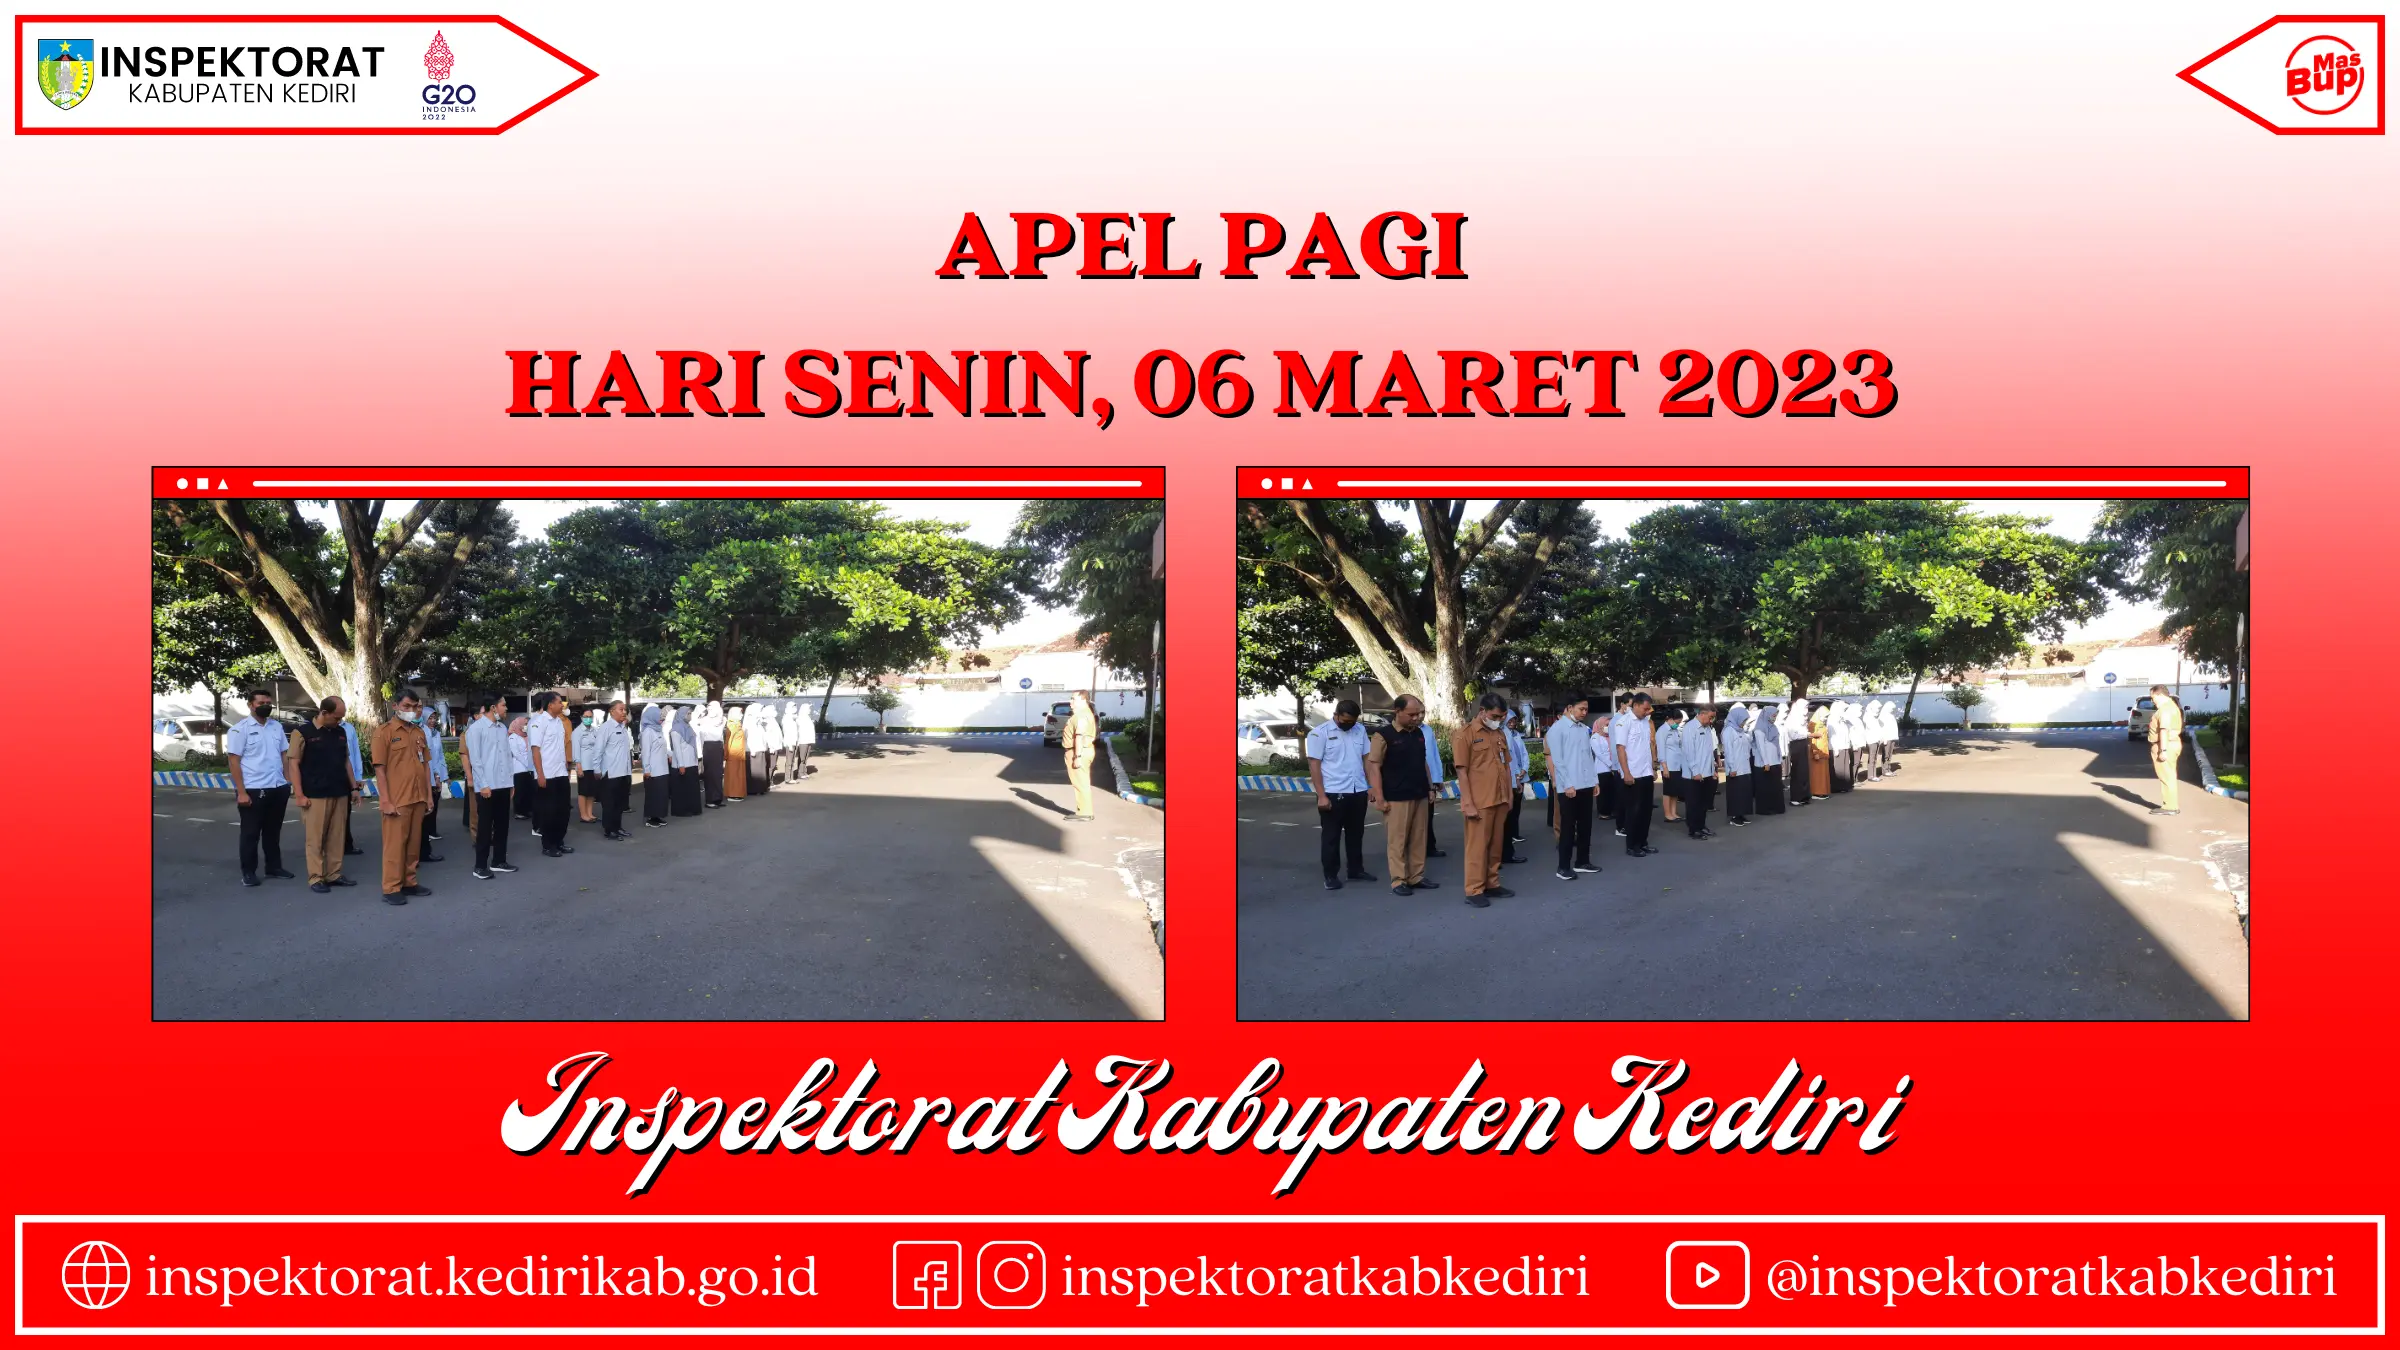 INSPEKTORAT
KABUPATEN KEDIRI
G20
INDONESIA
2022
Mas
Bup
APEL PAGI
HARI SENIN, 06 MARET 2023
Inspektorat Kabupaten Kediri
inspektorat.kedirikab.go.id
inspektoratkabkediri
@inspektoratkabkediri